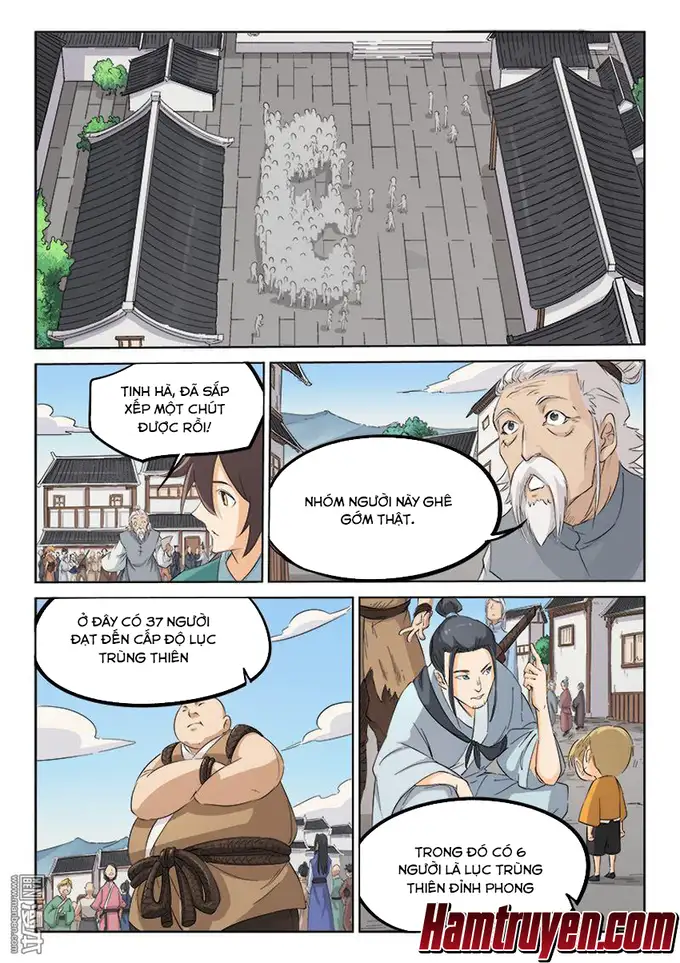 TINH HÀ, ĐÃ SẮP
XẾP MỘT CHÚT
ĐƯỢC RỒI!
NHÓM NGƯỜI NÀY GHÊ
GỚM THẬT.
Ở ĐÂY CÓ 37 NGƯỜI
ĐẠT ĐẾN CẤP ĐỘ LỤC
TRÙNG THIÊN
TRONG ĐÓ CÓ 6
NGƯỜI LÀ LỤC TRÙNG
THIÊN ĐỈNH PHONG
Hamtruyen.com